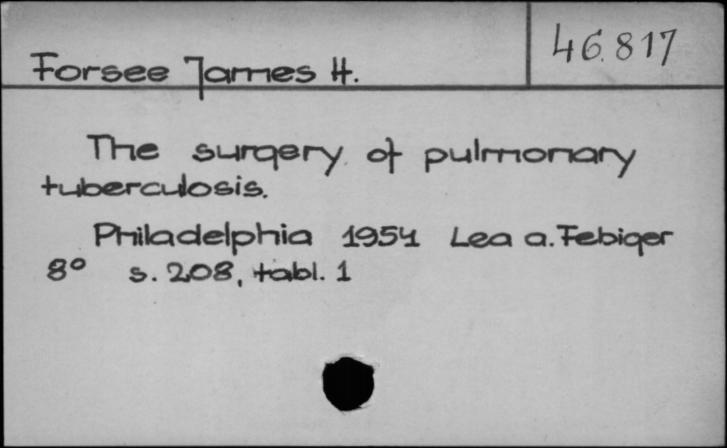 46.817
Forsee James H.
The surgery of pulmonary
tuberculosis.
Philadelphia 1954 Lea a. Febiger
8° s. 208, tabl. 1